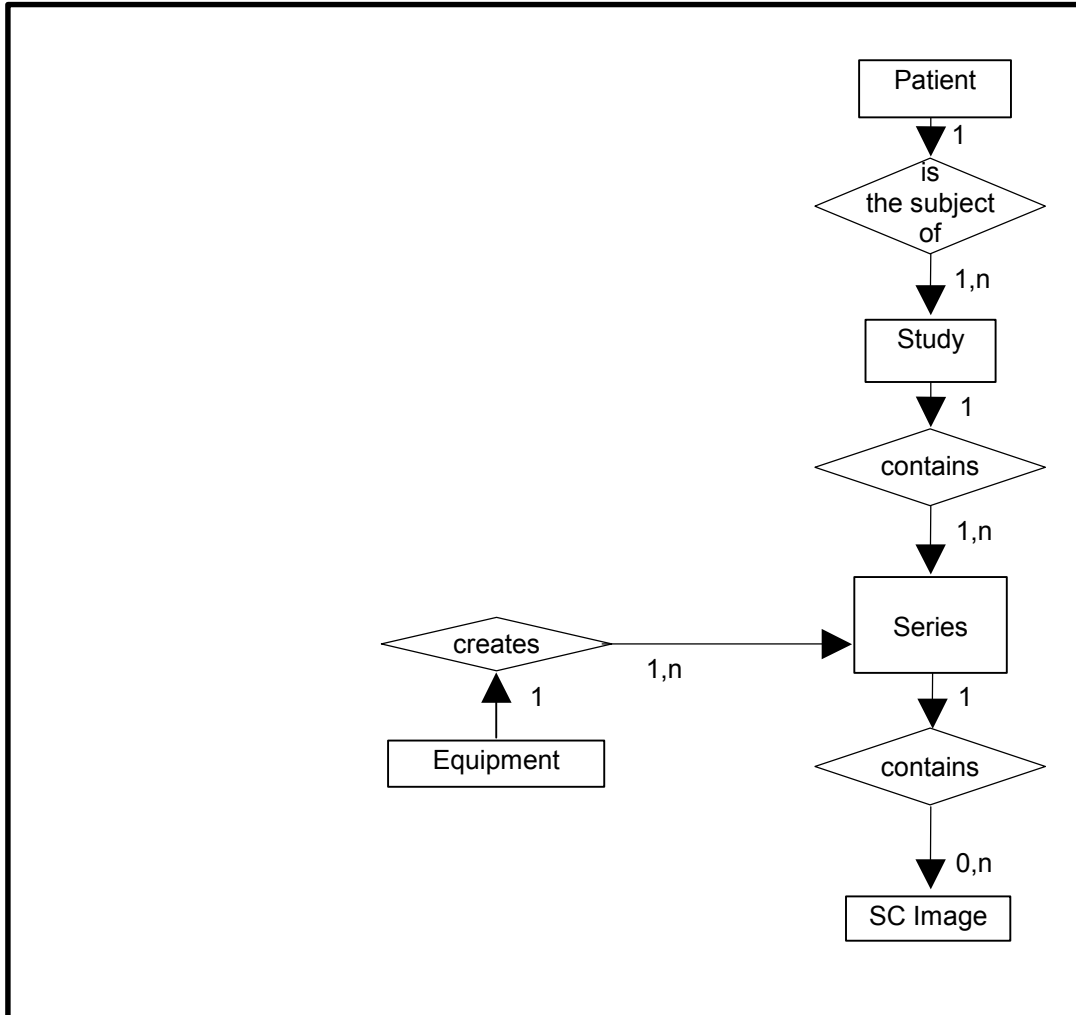 Patient
1
is
the subject
of
1,n
Study
1
contains
1,n
Series
creates
1,n
1
1
Equipment
contains
0,n
SC Image